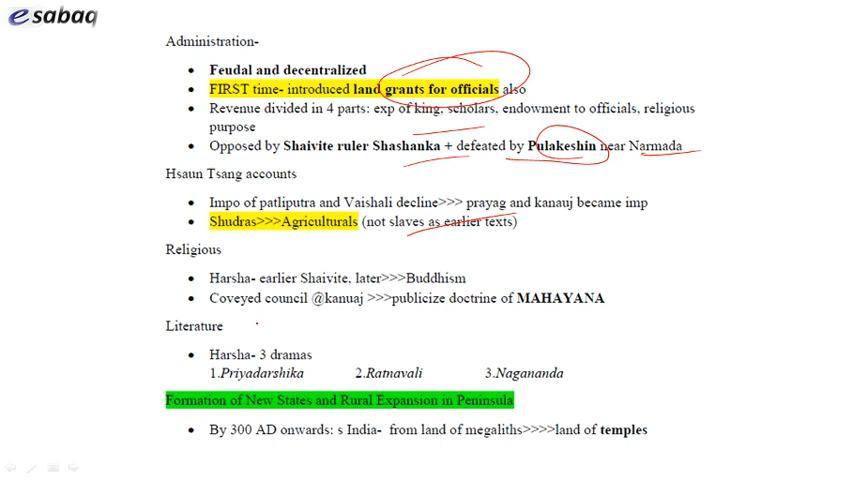 esabaq
Administration-
• Feudal and decentralized
• FIRST time- introduced land grants for officials also
• Revenue divided in 4 parts: exp of king, scholars, endowment to officials, religious
purpose
• Opposed by Shaivite ruler Shashanka + defeated by Pulakeshin near Narmada
Hsaun Tsang accounts
• Impo of patliputra and Vaishali decline>>> prayag and kanauj became imp
• Shudras>>>Agriculturals (not slaves as earlier texts)
Religious
• Harsha- earlier Shaivite, later>>>Buddhism
• Coveyed council @kanuaj >>>publicize doctrine of MAHAYANA
Literature
• Harsha- 3 dramas
1.Priyadarshika 2.Ratnavali 3.Nagananda
Formation of New States and Rural Expansion in Peninsula
• By 300 AD onwards: s India- from land of megaliths>>>>land of temples